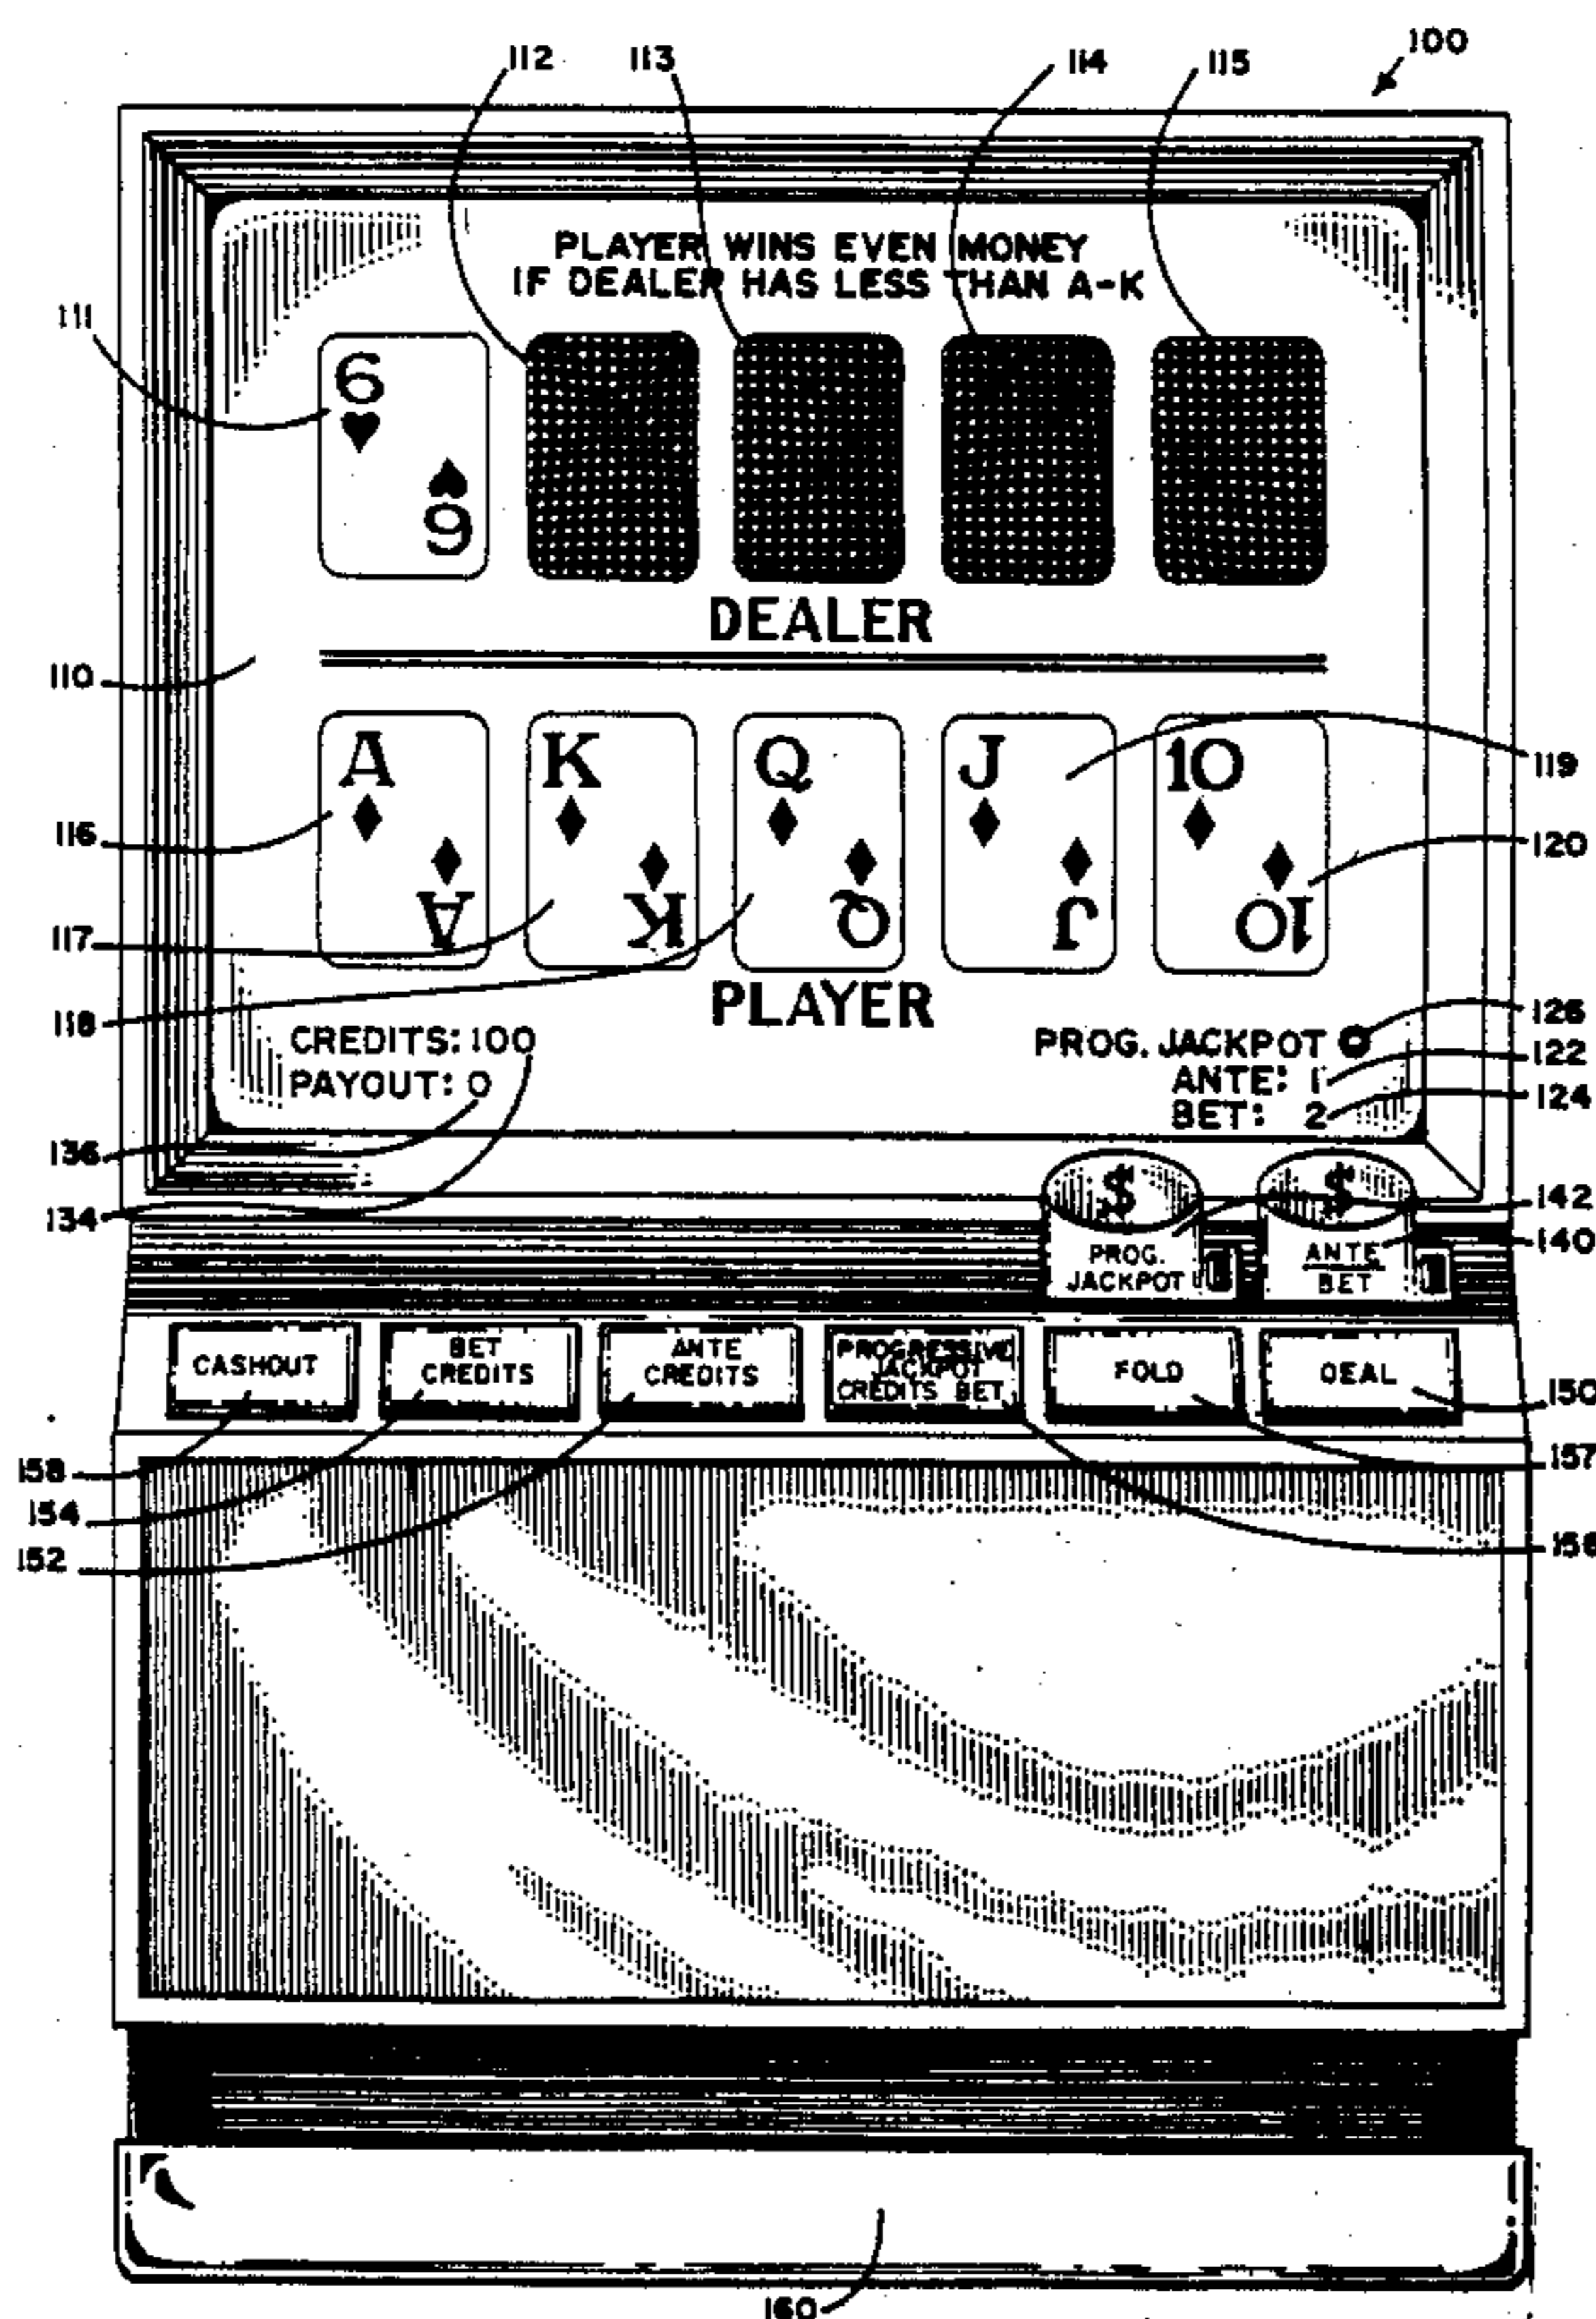 112 113 114 115 100
PLAYER WINS EVEN MONEY
IF DEALER HAS LESS THAN A-K
111
6
6
DEALER
110
A K Q J 10
119
116
120
A K Q J 10
117
PLAYER
118
CREDITS: 100
PAYOUT: 0
PROG. JACKPOT
126
ANTE: 1
122
BET: 2
124
136
134
$ $
142
PROG.
JACKPOT
ANTE
BET
140
CASHOUT
BET
CREDITS
ANTE
CREDITS
PROGRESSIVE
JACKPOT
CREDITS BET
FOLD
DEAL
150
158
157
154
152
156
160